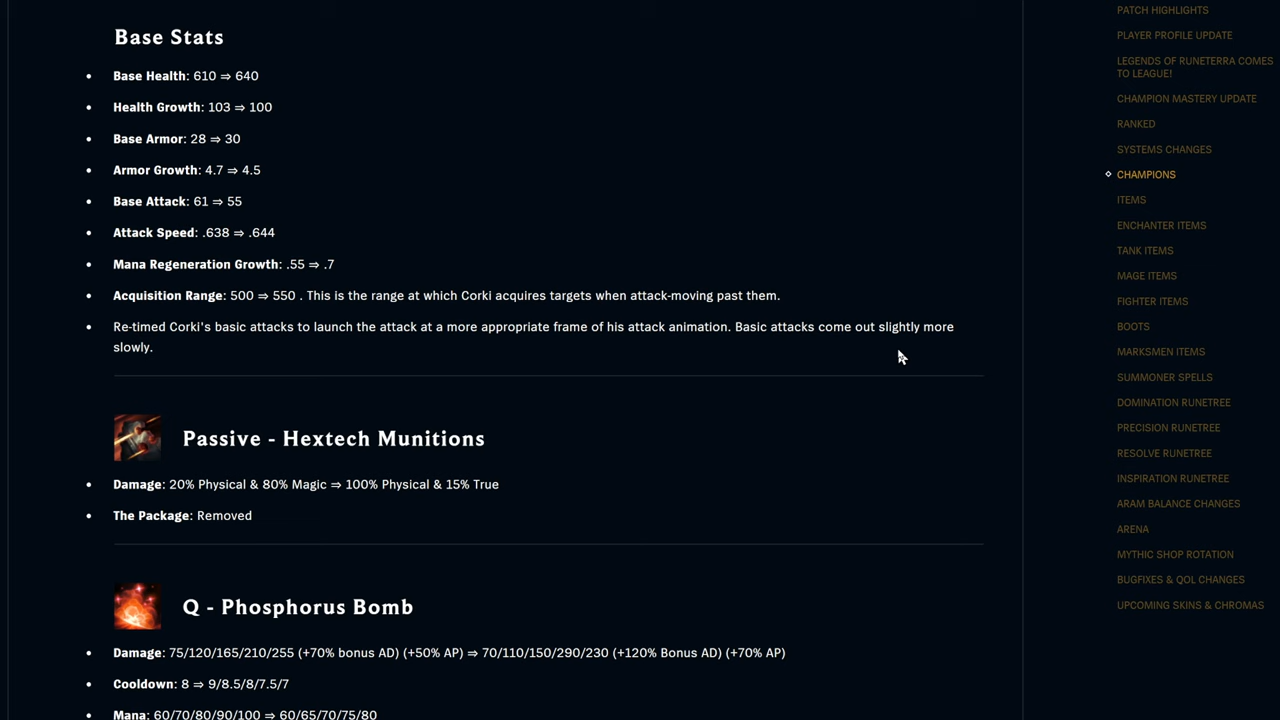 Base Stats
• Base Health: 610 ⇒ 640
• Health Growth: 103 ⇒ 100
• Base Armor: 28 ⇒ 30
• Armor Growth: 4.7 ⇒ 4.5
• Base Attack: 61 ⇒ 55
• Attack Speed: .638 ⇒ .644
• Mana Regeneration Growth: .55 ⇒ .7
• Acquisition Range: 500 ⇒ 550 . This is the range at which Corki acquires targets when attack-moving past them.
• Re-timed Corki's basic attacks to launch the attack at a more appropriate frame of his attack animation. Basic attacks come out slightly more
slowly.
Passive - Hextech Munitions
• Damage: 20% Physical & 80% Magic ⇒ 100% Physical & 15% True
• The Package: Removed
Q - Phosphorus Bomb
• Damage: 75/120/165/210/255 (+70% bonus AD) (+50% AP) ⇒ 70/110/150/290/230 (+120% Bonus AD) (+70% AP)
• Cooldown: 8 ⇒ 9/8.5/8/7.5/7
• Mana: 60/70/80/90/100 ⇒ 60/65/70/75/80
PATCH HIGHLIGHTS
PLAYER PROFILE UPDATE
LEGENDS OF RUNETERRA COMES
TO LEAGUE!
CHAMPION MASTERY UPDATE
RANKED
SYSTEMS CHANGES
CHAMPIONS
ITEMS
ENCHANTER ITEMS
TANK ITEMS
MAGE ITEMS
FIGHTER ITEMS
BOOTS
MARKSMEN ITEMS
SUMMONER SPELLS
DOMINATION RUNETREE
PRECISION RUNETREE
RESOLVE RUNETREE
INSPIRATION RUNETREE
ARAM BALANCE CHANGES
ARENA
MYTHIC SHOP ROTATION
BUGFIXES & QOL CHANGES
UPCOMING SKINS & CHROMAS